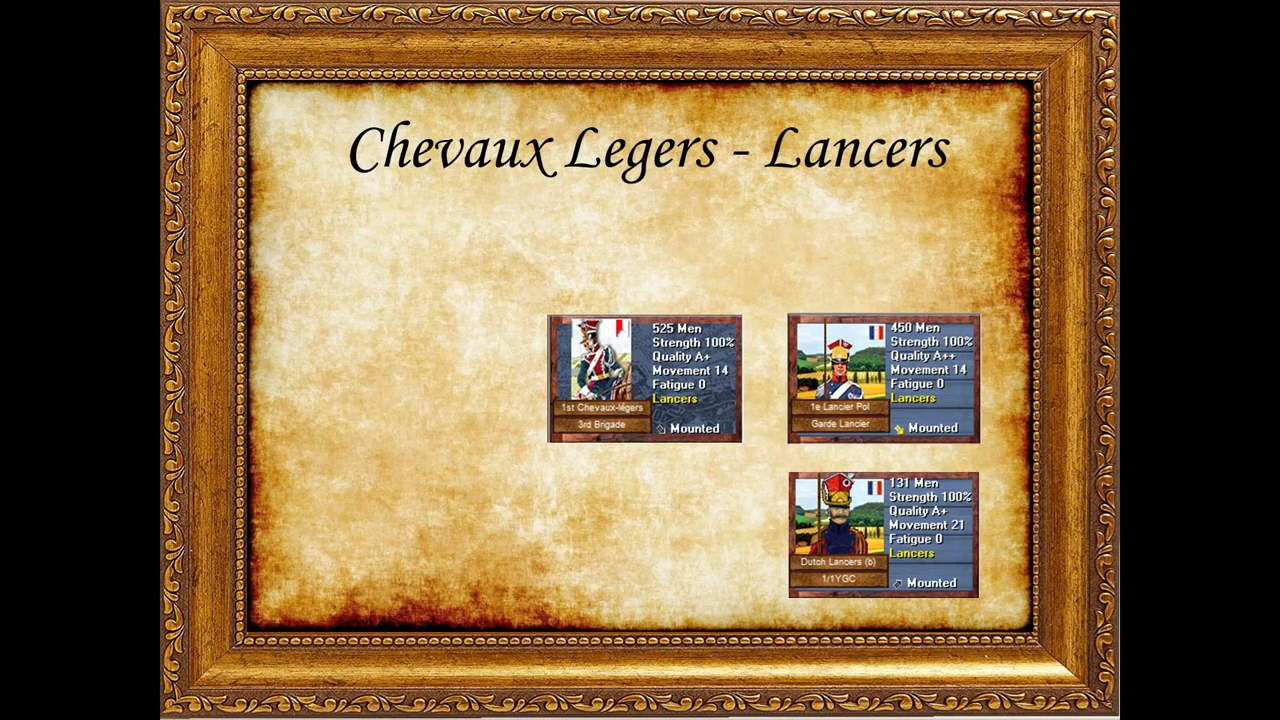 Chevaux Legers - Lancers
525 Men
Strength 100%
Quality A+
Movement 14
Fatigue 0
Lancers
1st Chevaux-légers
3rd Brigade
Mounted
450 Men
Strength 100%
Quality A++
Movement 14
Fatigue 0
Lancers
1e Lancier Pol
Garde Lancier
Mounted
131 Men
Strength 100%
Quality A+
Movement 21
Fatigue 0
Lancers
Dutch Lancers (b)
1/1YGC
Mounted